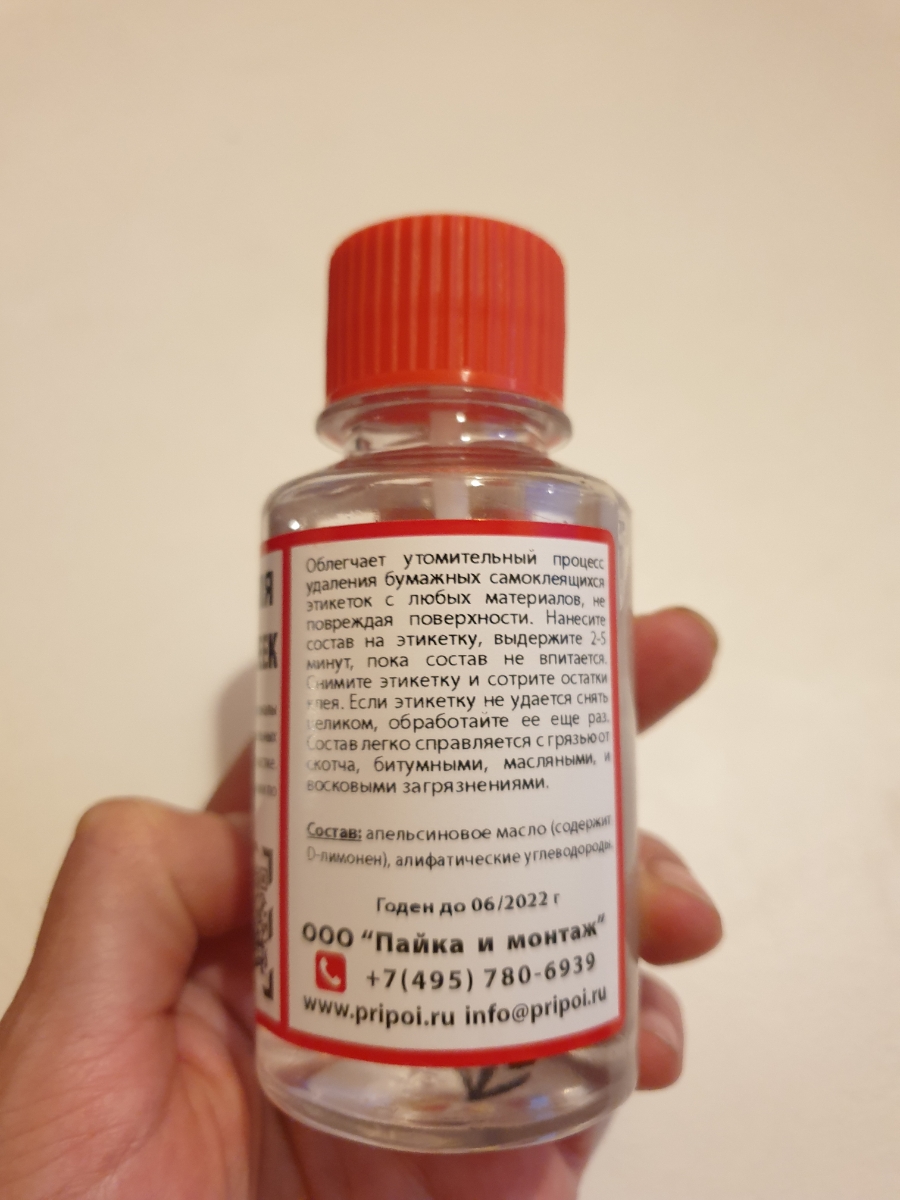 Облегчает утомительный процесс
удаления бумажных самоклеящихся
этикеток с любых материалов, не
повреждая поверхности. Нанесите
состав на этикетку, выдержите 2-5
минут, пока состав не впитается.
Снимите этикетку и сотрите остатки
клея. Если этикетку не удается снять
целиком, обработайте ее еще раз.
Состав легко справляется с грязью от
скотча, битумными, масляными, и
восковыми загрязнениями.
Состав: апельсиновое масло (содержит
D-лимонен), алифатические углеводороды.
Годен до 06/2022 г
ООО "Пайка и монтаж"
+7(495) 780-6939
www.pripoi.ru info@pripoi.ru